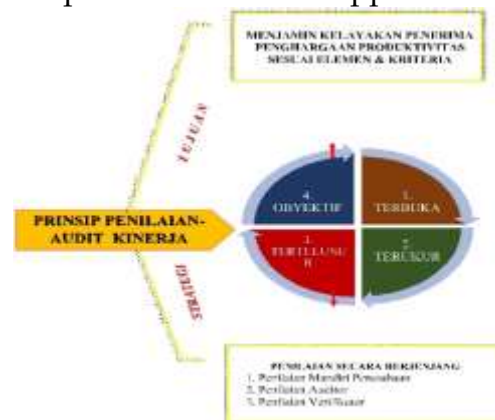 MENJAMIN KELAYAKAN PENERIMA
PENGHARGAAN PRODUKTIVITAS
SESUAI ELEMEN & KRITERIA
TUJUAN
4.
OBYEKTIF
1.
TERBUKA
PRINSIP PENILAIAN-
AUDIT KINERJA
3.
TERTELUSU
R
2.
TERUKUR
STRATEGI
PENILAIAN SECARA BERJENJANG
1. Penilaian Mandiri Perusahaan
2. Penilaian Auditor
3. Penilaian Verifikator